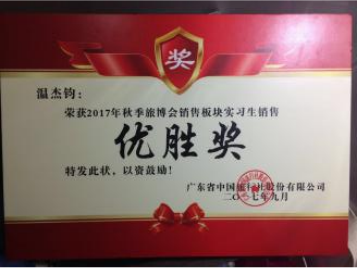 奖
温杰钧:
荣获2017年秋季旅博会销售板块实习生销售
优胜奖
特发此状,以资鼓励!
广东省中国旅行社股份有限公司
二〇一七年九月